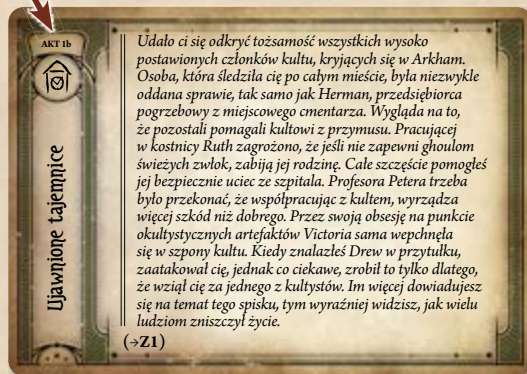 AKT 1b
Ujawnione tajemnice
Udało ci się odkryć tożsamość wszystkich wysoko
postawionych członków kultu, kryjących się w Arkham.
Osoba, która śledziła cię po całym mieście, była niezwykle
oddana sprawie, tak samo jak Herman, przedsiębiorca
pogrzebowy z miejscowego cmentarza. Wygląda na to,
że pozostali pomagali kultowi z przymusu. Pracującej
w kostnicy Ruth zagrożono, że jeśli nie zapewni ghoulom
świeżych zwłok, zabiją jej rodzinę. Całe szczęście pomogłeś
jej bezpiecznie uciec ze szpitala. Profesora Petera trzeba
było przekonać, że współpracując z kultem, wyrządza
więcej szkód niż dobrego. Przez swoją obsesję na punkcie
okultystycznych artefaktów Victoria sama wepchnęła
się w szpony kultu. Kiedy znalazłeś Drew w przytułku,
zaatakował cię, jednak co ciekawe, zrobił to tylko dlatego,
że wziął cię za jednego z kultystów. Im więcej dowiadujesz
się na temat tego spisku, tym wyraźniej widzisz, jak wielu
ludziom zniszczył życie.
(→Z1)